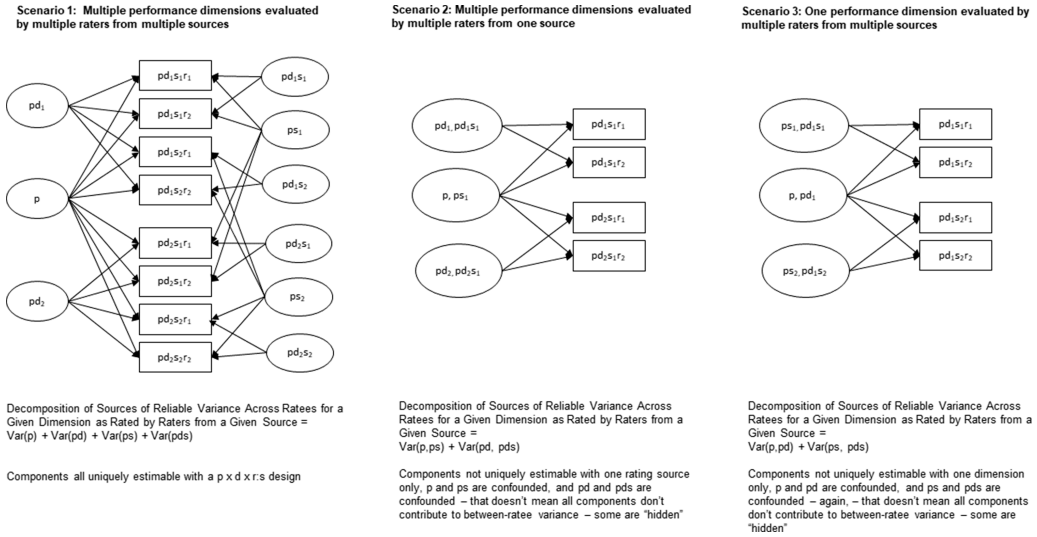 Scenario 1: Multiple performance dimensions evaluated
by multiple raters from multiple sources
pd₁
p
pd₂
pd₁s₁r₁
pd₁s₁r₂
pd₁s₂r₁
pd₁s₂r₂
pd₂s₁r₁
pd₂s₁r₂
pd₂s₂r₁
pd₂s₂r₂
pd₁s₁
ps₁
pd₁s₂
pd₂s₁
ps₂
pd₂s₂
Decomposition of Sources of Reliable Variance Across Ratees for a
Given Dimension as Rated by Raters from a Given Source =
Var(p) + Var(pd) + Var(ps) + Var(pds)
Components all uniquely estimable with a p x d x r:s design
Scenario 2: Multiple performance dimensions evaluated
by multiple raters from one source
pd₁, pd₁s₁
p, ps₁
pd₂, pd₂s₁
pd₁s₁r₁
pd₁s₁r₂
pd₂s₁r₁
pd₂s₁r₂
Decomposition of Sources of Reliable Variance Across
Ratees for a Given Dimension as Rated by Raters from a
Given Source =
Var(p,ps) + Var(pd, pds)
Components not uniquely estimable with one rating source
only, p and ps are confounded, and pd and pds are
confounded – that doesn't mean all components don't
contribute to between-ratee variance – some are "hidden"
Scenario 3: One performance dimension evaluated by
multiple raters from multiple sources
ps₁, pd₁s₁
p, pd₁
ps₂, pd₁s₂
pd₁s₁r₁
pd₁s₁r₂
pd₁s₂r₁
pd₁s₂r₂
Decomposition of Sources of Reliable Variance Across
Ratees for a Given Dimension as Rated by Raters from a
Given Source =
Var(p,pd) + Var(ps, pds)
Components not uniquely estimable with one dimension
only, p and pd are confounded, and ps and pds are
confounded – again, – that doesn't mean all components
don't contribute to between-ratee variance – some are
"hidden"